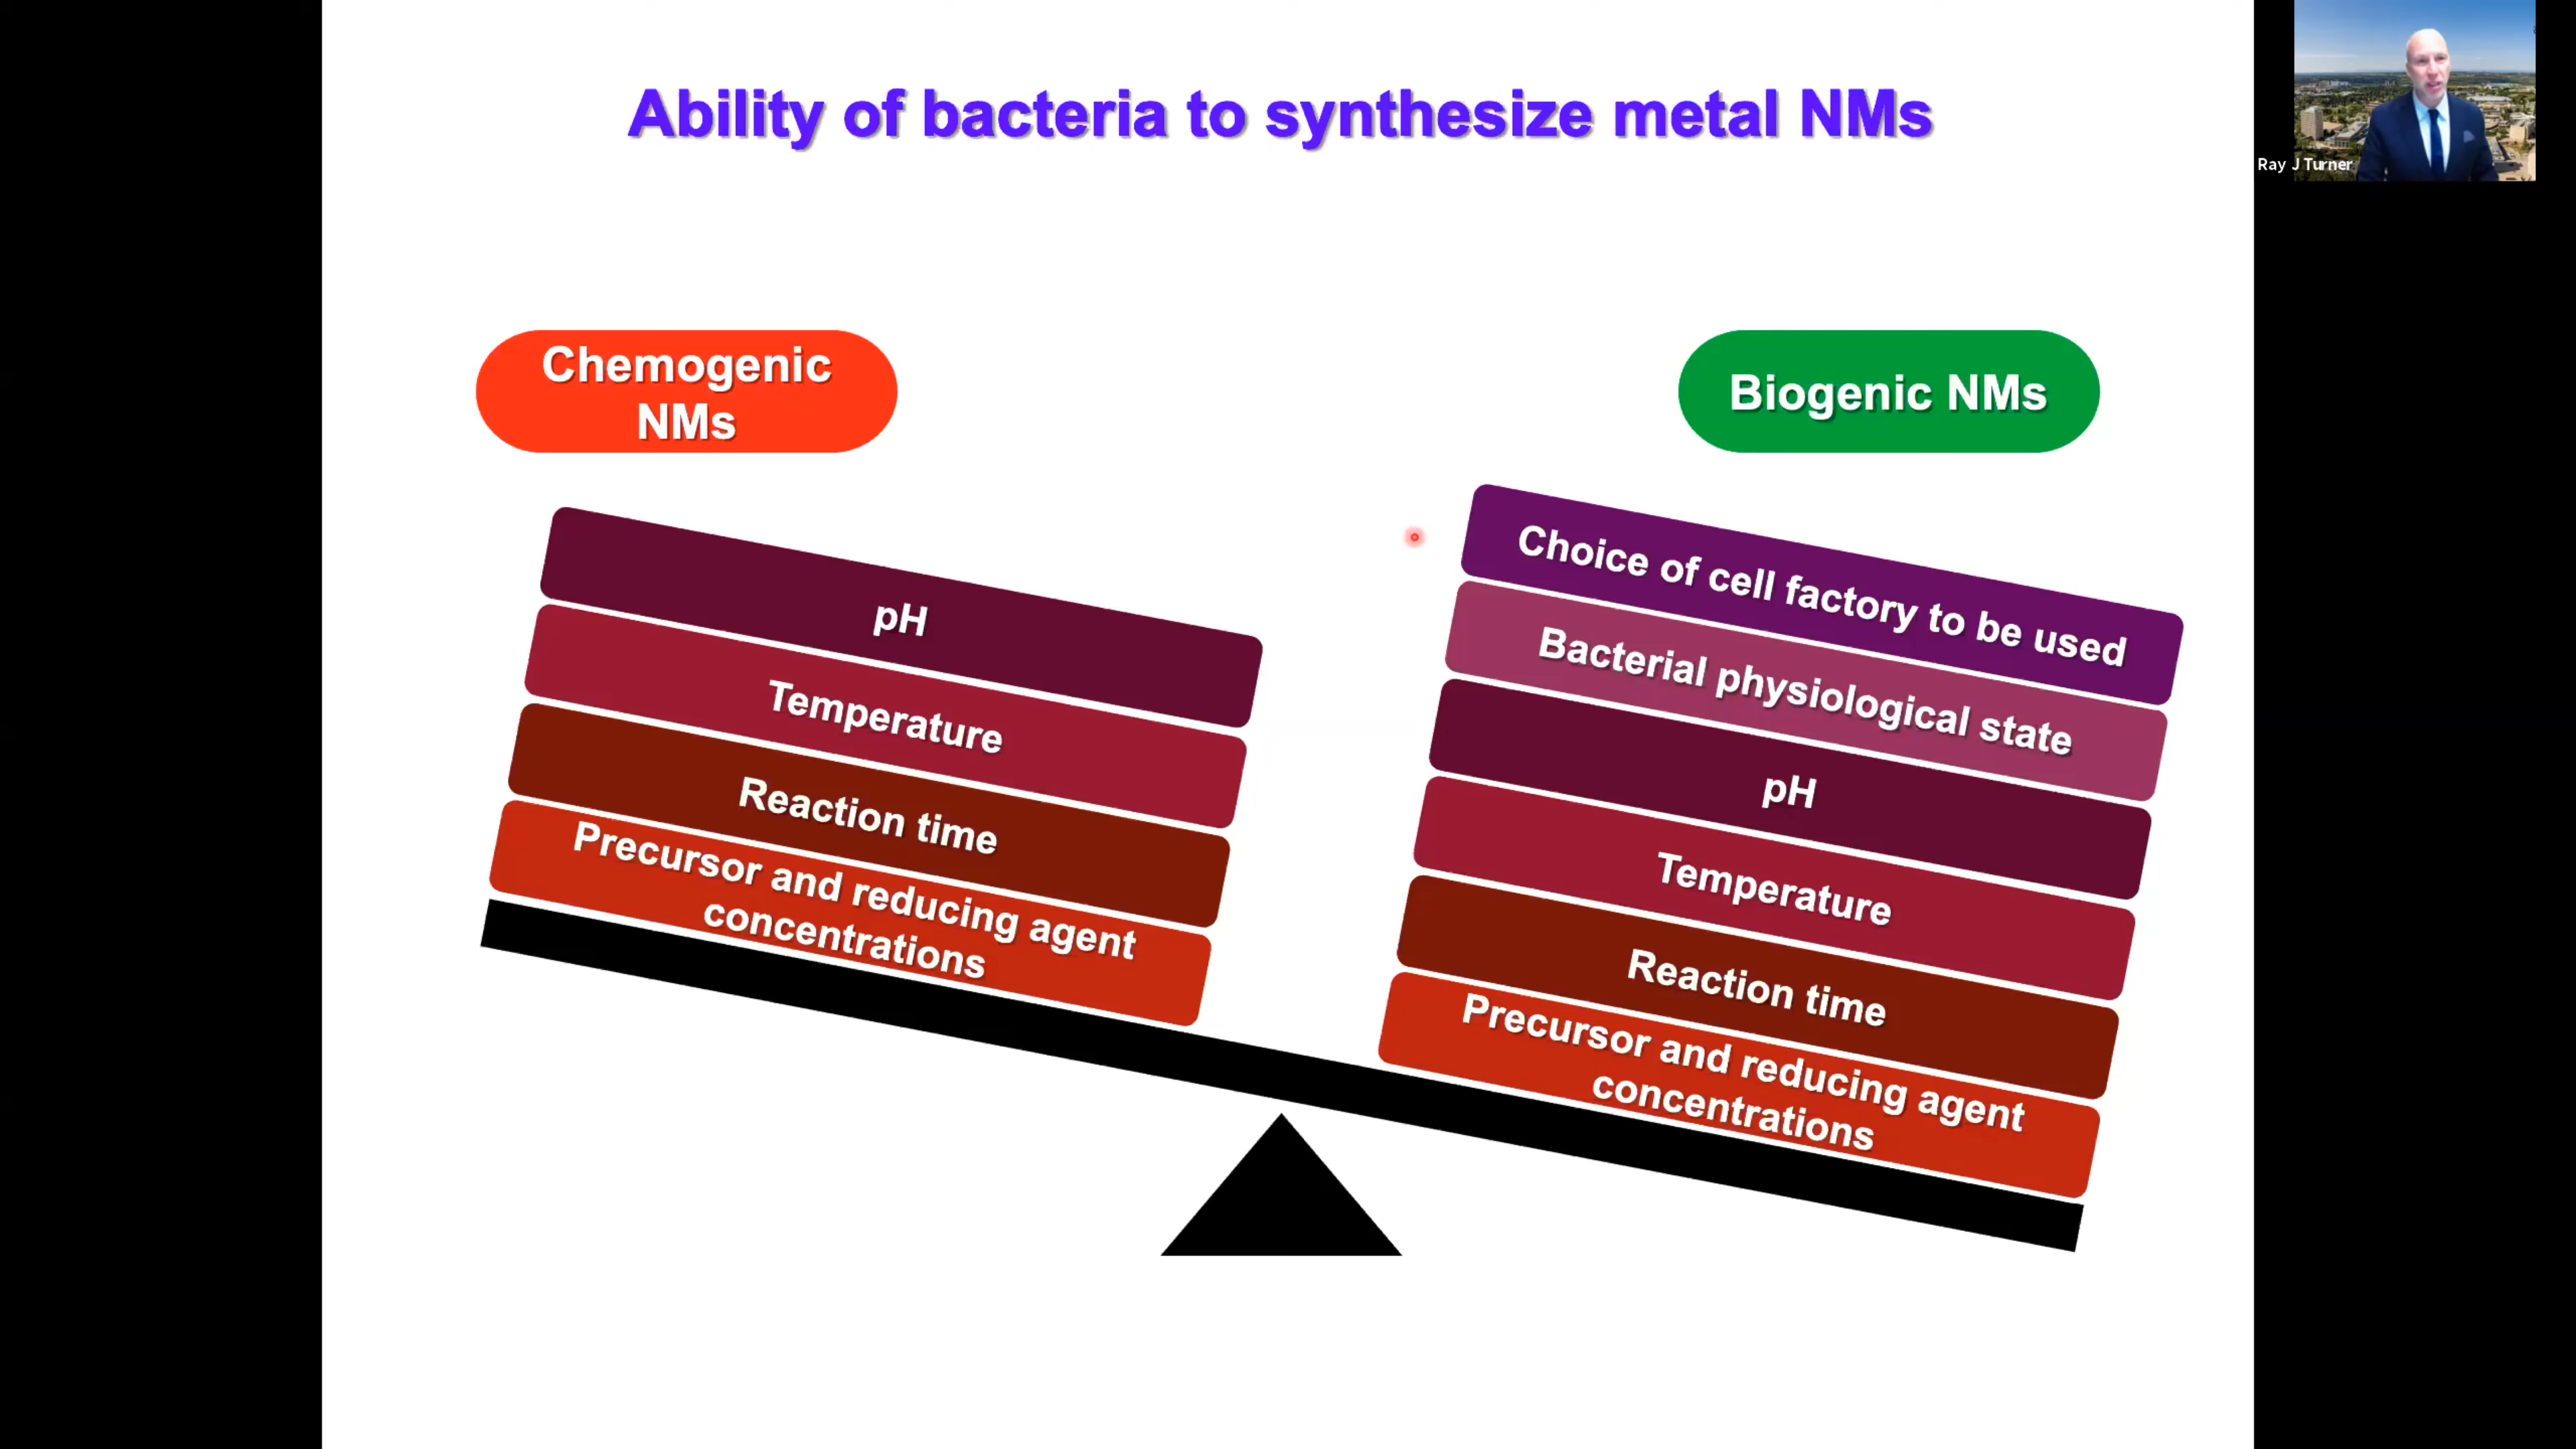 Ability of bacteria to synthesize metal NMs
Ray J Turner
Chemogenic
NMs
pH
Temperature
Reaction time
Precursor and reducing agent
concentrations
Biogenic NMs
Choice of cell factory to be used
Bacterial physiological state
pH
Temperature
Reaction time
Precursor and reducing agent
concentrations